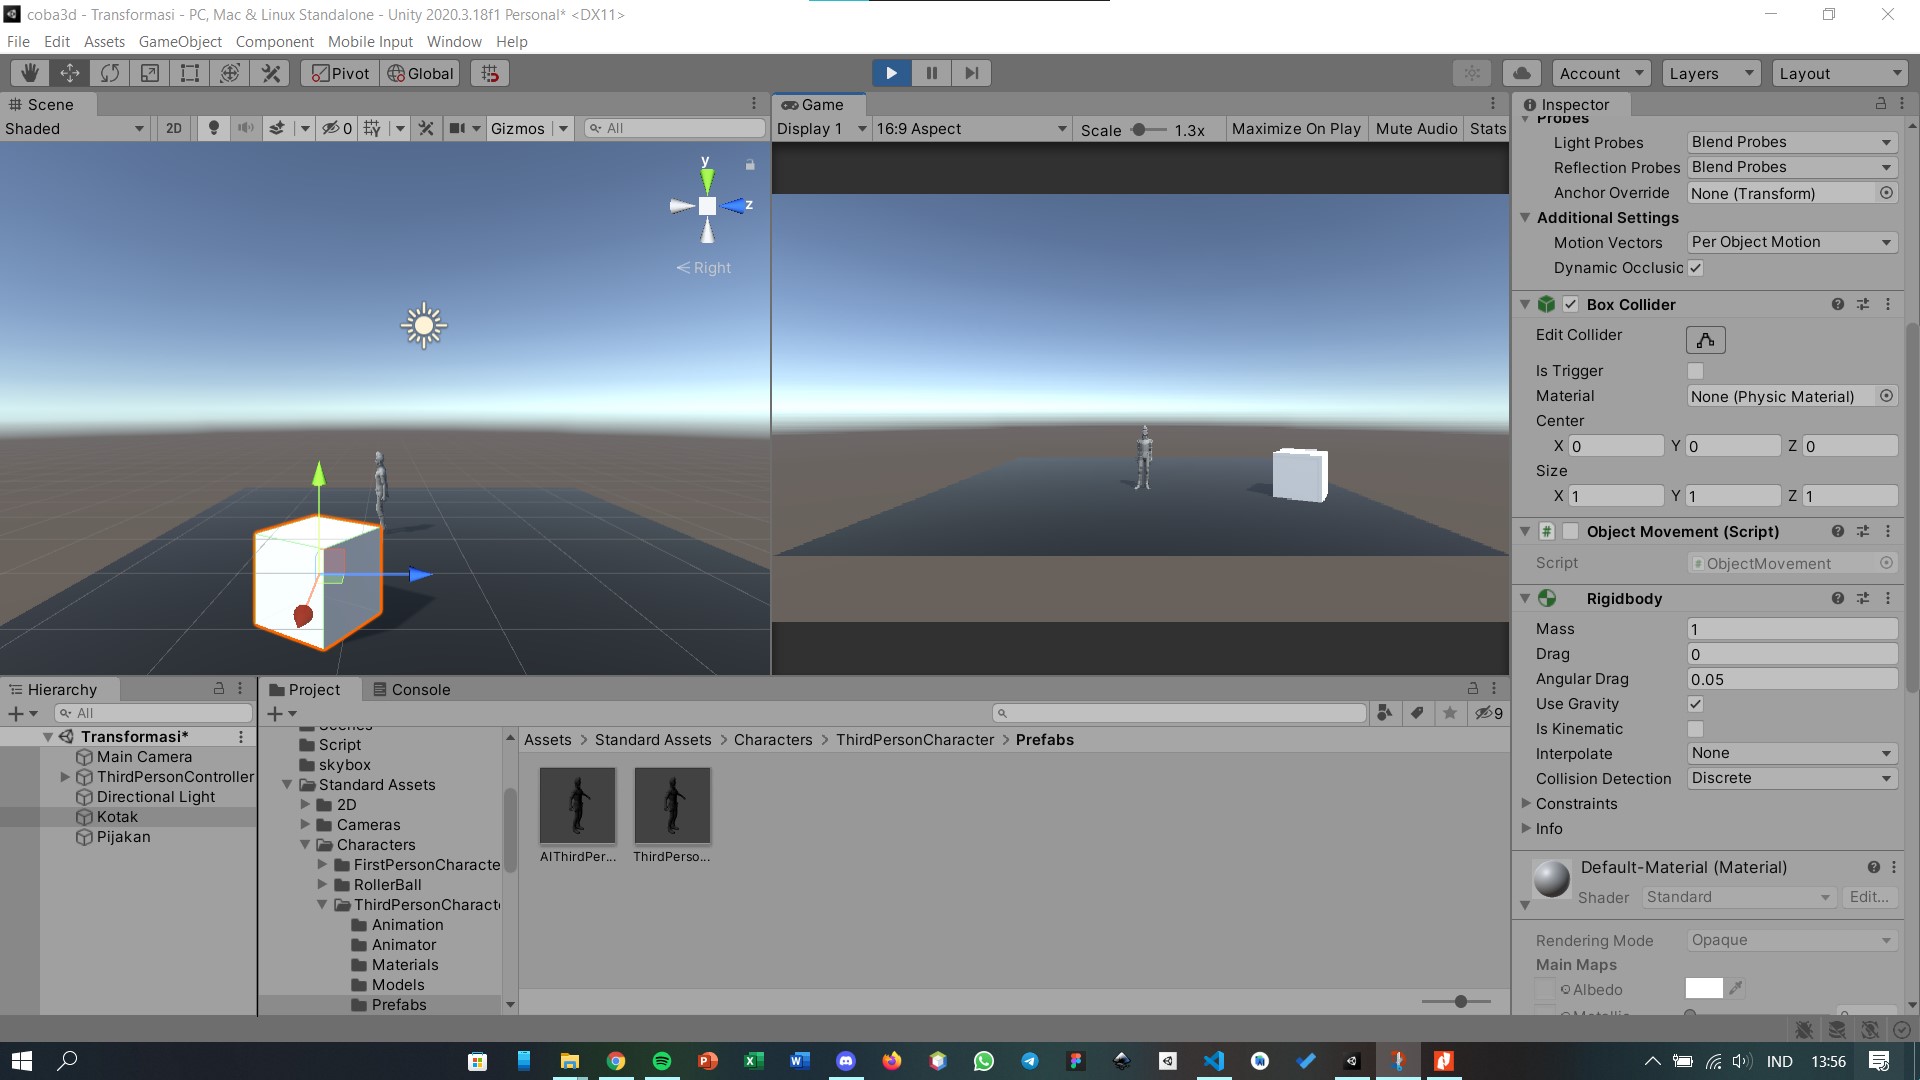 coba3d - Transformasi - PC, Mac & Linux Standalone - Unity 2020.3.18f1 Personal* <DX11>
File Edit Assets GameObject Component Mobile Input Window Help
Pivot Global
Account Layers Layout
Scene
Shaded 2D 0 Gizmos All
y
z
Right
Game
Display 1 16:9 Aspect Scale 1.3x Maximize On Play Mute Audio Stats
Inspector
Probes
Light Probes Blend Probes
Reflection Probes Blend Probes
Anchor Override None (Transform)
Additional Settings
Motion Vectors Per Object Motion
Dynamic Occlusic
Box Collider
Edit Collider
Is Trigger
Material None (Physic Material)
Center
X 0 Y 0 Z 0
Size
X 1 Y 1 Z 1
# Object Movement (Script)
Script # ObjectMovement
Rigidbody
Mass 1
Drag 0
Angular Drag 0.05
Use Gravity
Is Kinematic
Interpolate None
Collision Detection Discrete
Constraints
Info
Default-Material (Material)
Shader Standard Edit...
Rendering Mode Opaque
Main Maps
Albedo
Hierarchy
All
Transformasi*
Main Camera
ThirdPersonController
Directional Light
Kotak
Pijakan
Project Console
9
Script
skybox
Standard Assets
2D
Cameras
Characters
FirstPersonCharacte
RollerBall
ThirdPersonCharact
Animation
Animator
Materials
Models
Prefabs
Assets > Standard Assets > Characters > ThirdPersonCharacter > Prefabs
AIThirdPer... ThirdPerso...
IND 13:56